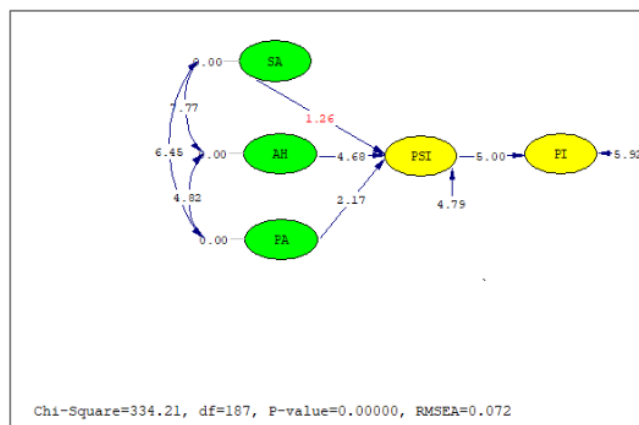 0.00 SA
7.77
1.26
6.45 0.00 AH 4.68 PSI 5.00 PI 5.92
4.82
2.17 4.79
0.00 PA
Chi-Square=334.21, df=187, P-value=0.00000, RMSEA=0.072